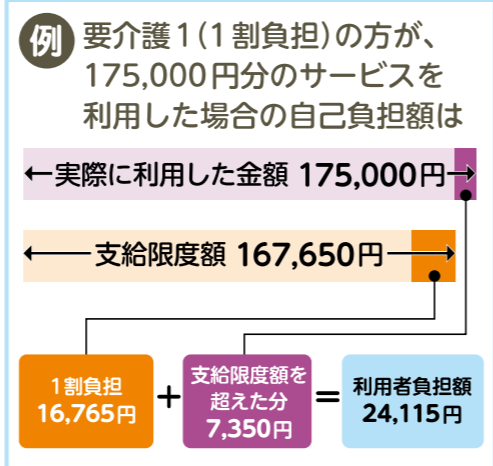 例 要介護1(1割負担)の方が、
175,000円分のサービスを
利用した場合の自己負担額は
実際に利用した金額 175,000円
支給限度額 167,650円
1割負担
16,765円
+
支給限度額を
超えた分
7,350円
=
利用者負担額
24,115円